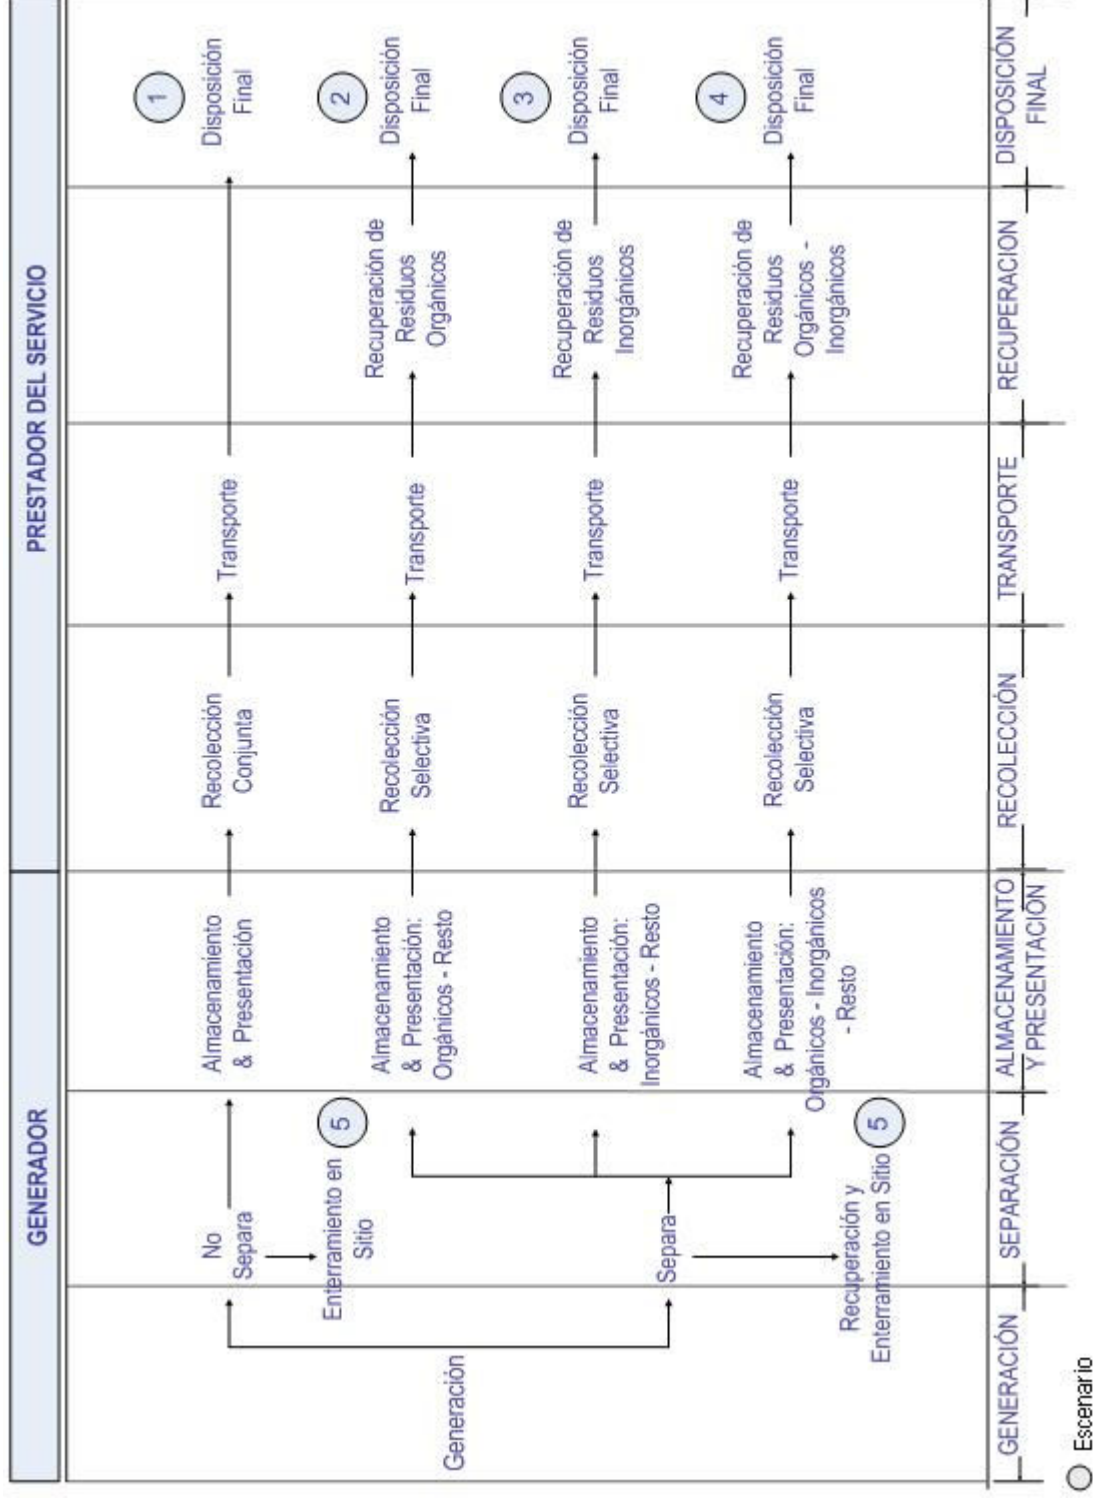 GENERADOR
PRESTADOR DEL SERVICIO
Generación
No
Separa
Enterramiento en
Sitio
5
Separa
Recuperación y
Enterramiento en Sitio
5
Almacenamiento
& Presentación
Recolección
Conjunta
Transporte
Disposición
Final
1
Almacenamiento
& Presentación:
Orgánicos - Resto
Recolección
Selectiva
Transporte
Recuperación de
Residuos
Orgánicos
Disposición
Final
2
Almacenamiento
& Presentación:
Inorgánicos - Resto
Recolección
Selectiva
Transporte
Recuperación de
Residuos
Inorgánicos
Disposición
Final
3
Almacenamiento
& Presentación:
Orgánicos - Inorgánicos
- Resto
Recolección
Selectiva
Transporte
Recuperación de
Residuos
Orgánicos -
Inorgánicos
Disposición
Final
4
GENERACIÓN
SEPARACIÓN
ALMACENAMIENTO
Y PRESENTACIÓN
RECOLECCIÓN
TRANSPORTE
RECUPERACION
DISPOSICIÓN
FINAL
Escenario